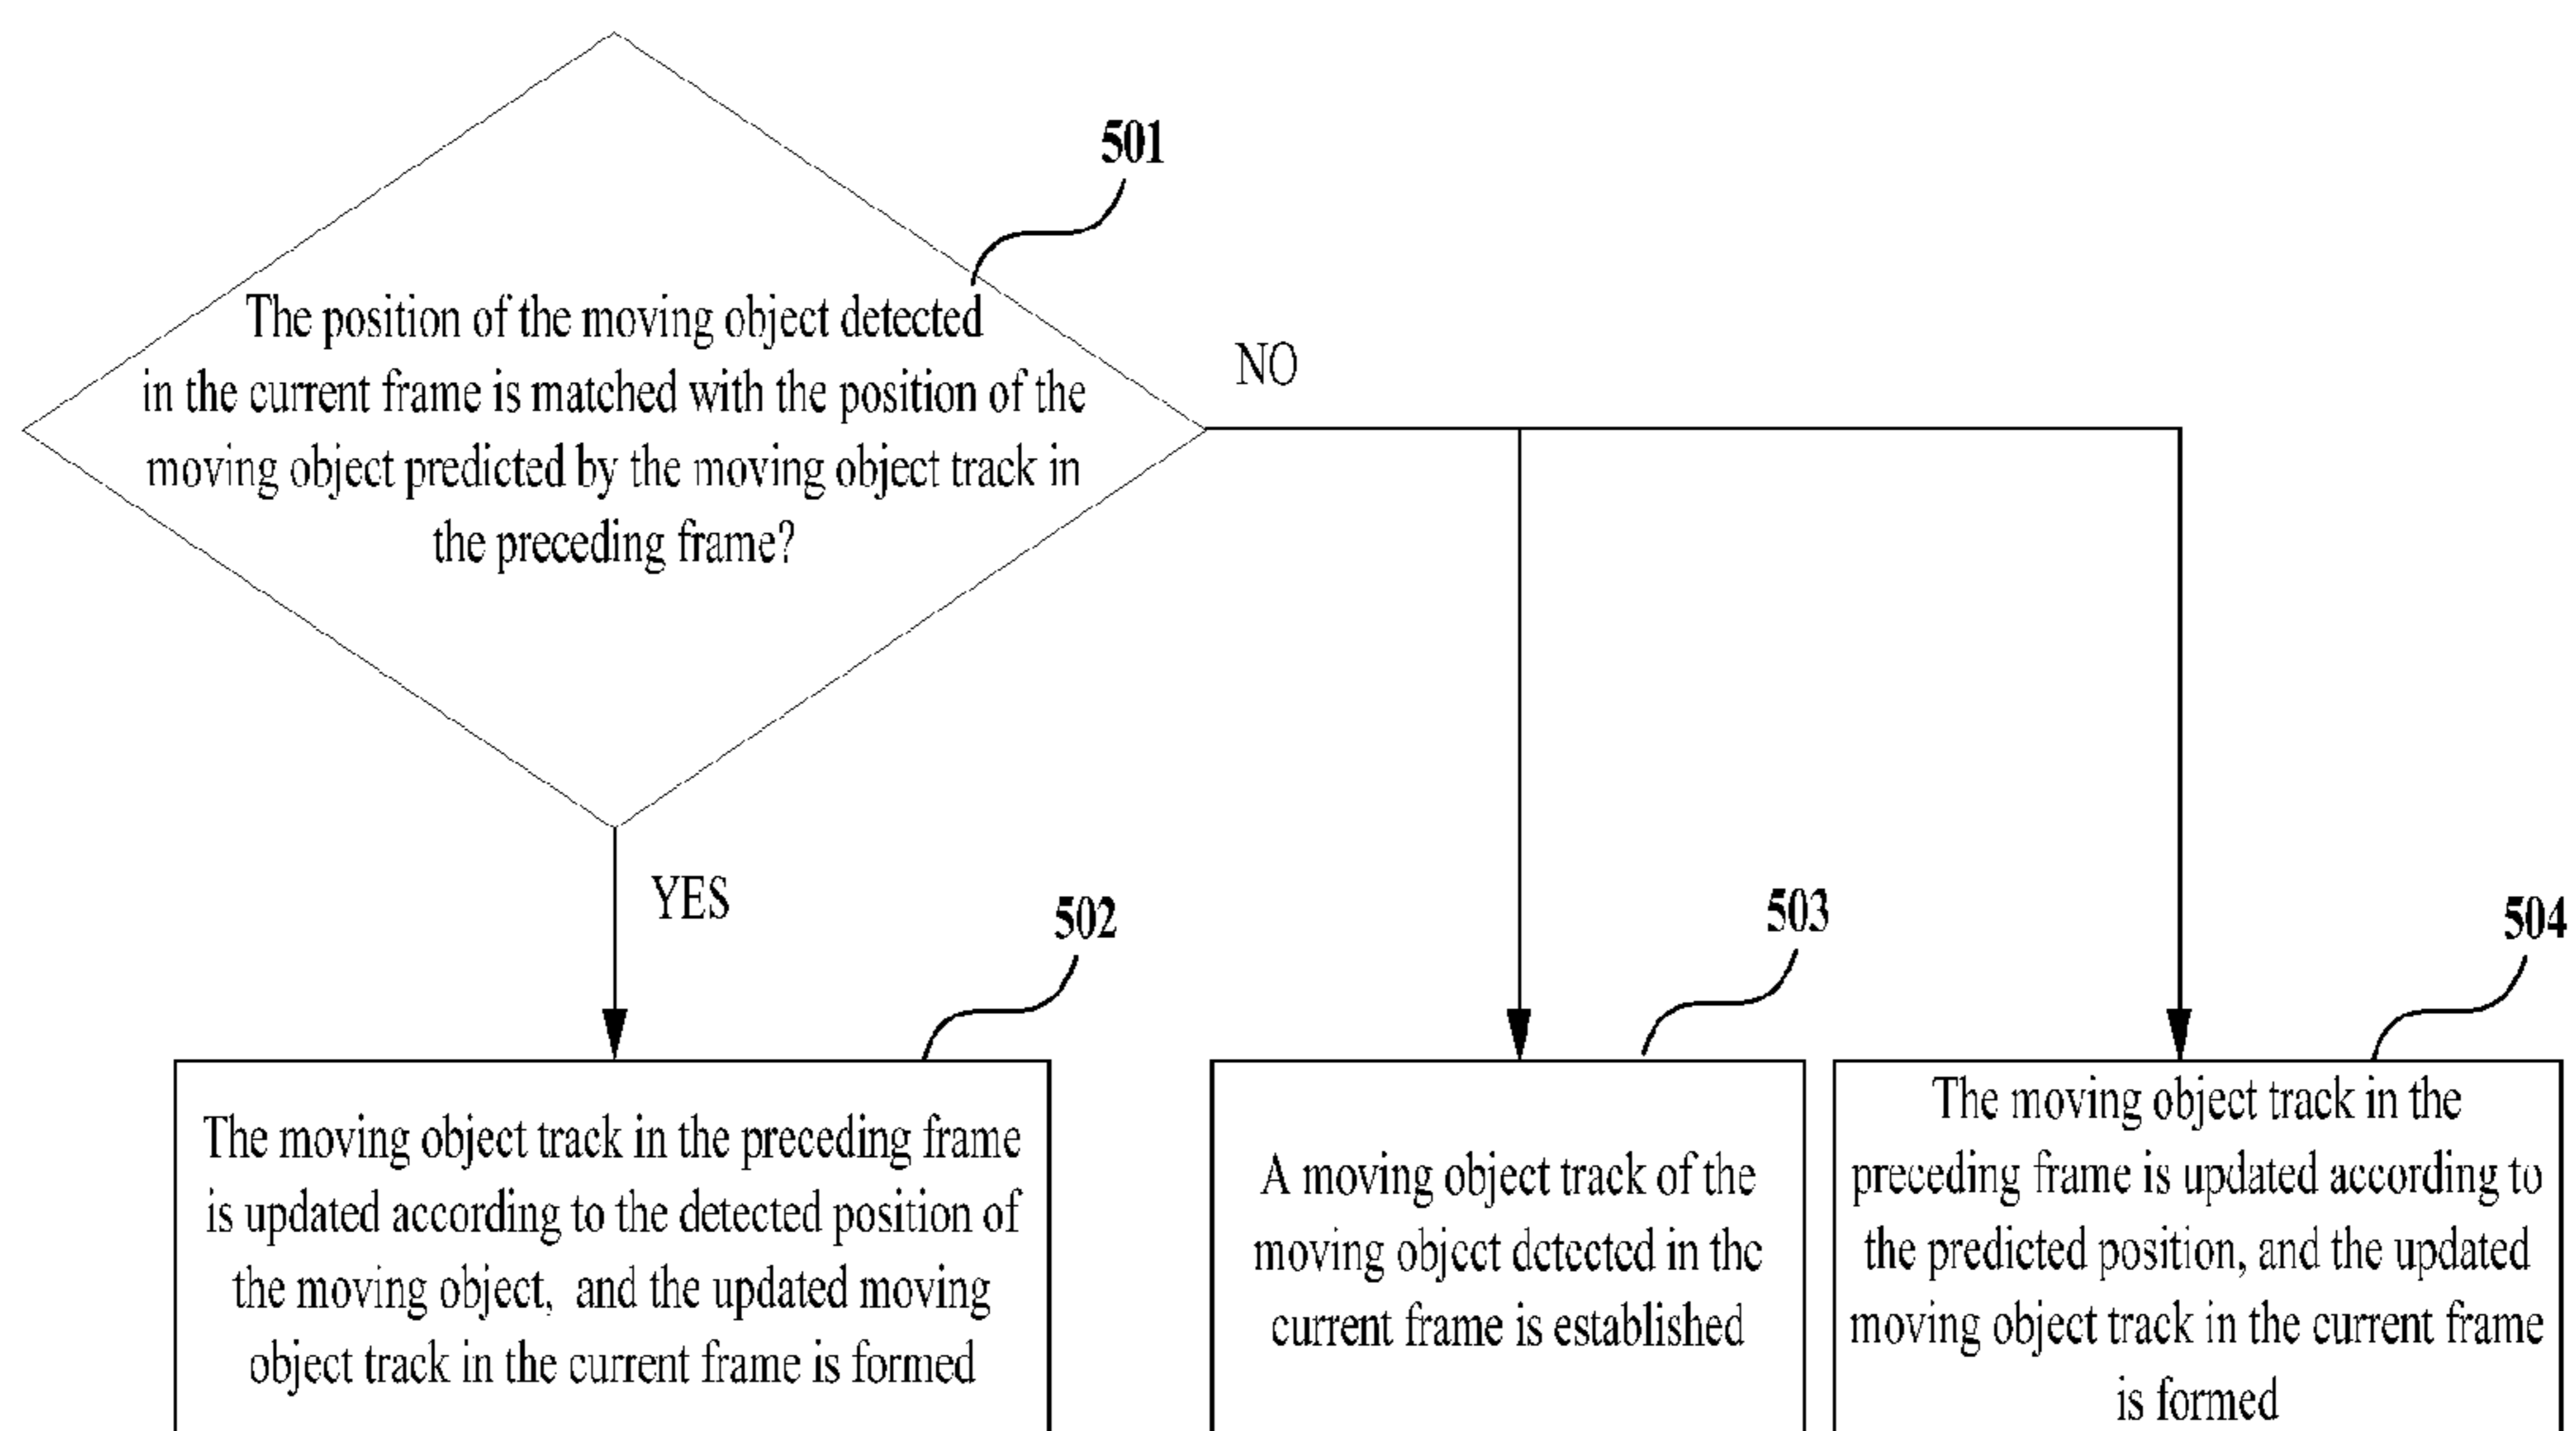 501
The position of the moving object detected
in the current frame is matched with the position of the
moving object predicted by the moving object track in
the preceding frame?
NO
YES
502
The moving object track in the preceding frame
is updated according to the detected position of
the moving object, and the updated moving
object track in the current frame is formed
503
A moving object track of the
moving object detected in the
current frame is established
504
The moving object track in the
preceding frame is updated according to
the predicted position, and the updated
moving object track in the current frame
is formed